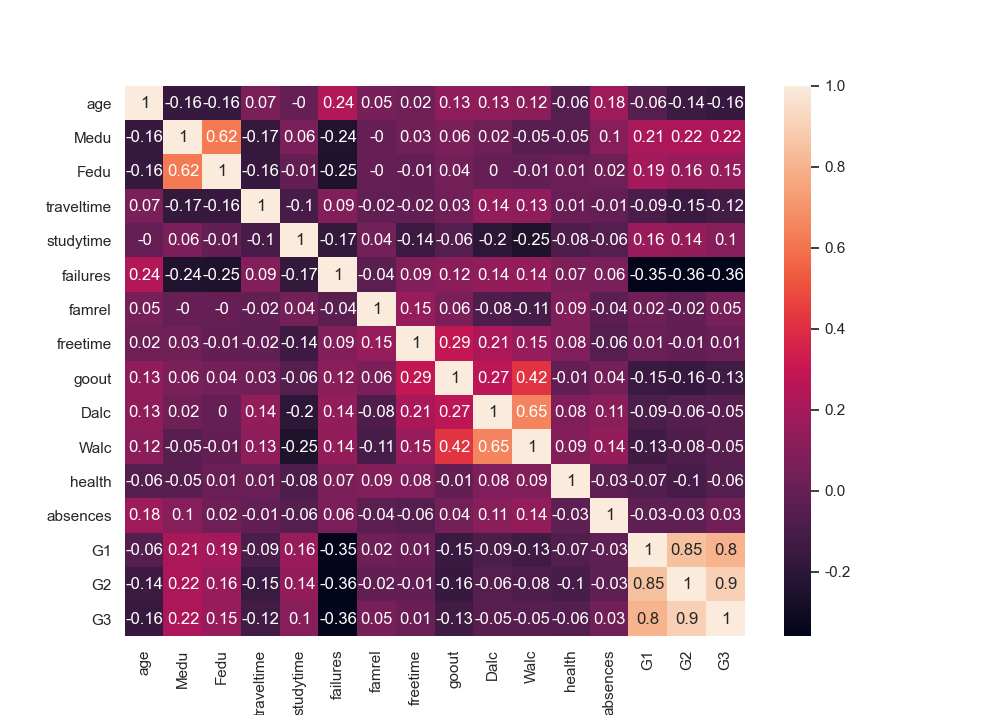 1.0
age 1 -0.16 -0.16 0.07 -0 0.24 0.05 0.02 0.13 0.13 0.12 -0.06 0.18 -0.06 -0.14 -0.16
Medu -0.16 1 0.62 -0.17 0.06 -0.24 -0 0.03 0.06 0.02 -0.05 -0.05 0.1 0.21 0.22 0.22
0.8
Fedu -0.16 0.62 1 -0.16 -0.01 -0.25 -0 -0.01 0.04 0 -0.01 0.01 0.02 0.19 0.16 0.15
traveltime 0.07 -0.17 -0.16 1 -0.1 0.09 -0.02 -0.02 0.03 0.14 0.13 0.01 -0.01 -0.09 -0.15 -0.12
studytime -0 0.06 -0.01 -0.1 1 -0.17 0.04 -0.14 -0.06 -0.2 -0.25 -0.08 -0.06 0.16 0.14 0.1
0.6
failures 0.24 -0.24 -0.25 0.09 -0.17 1 -0.04 0.09 0.12 0.14 0.14 0.07 0.06 -0.35 -0.36 -0.36
famrel 0.05 -0 -0 -0.02 0.04 -0.04 1 0.15 0.06 -0.08 -0.11 0.09 -0.04 0.02 -0.02 0.05
0.4
freetime 0.02 0.03 -0.01 -0.02 -0.14 0.09 0.15 1 0.29 0.21 0.15 0.08 -0.06 0.01 -0.01 0.01
goout 0.13 0.06 0.04 0.03 -0.06 0.12 0.06 0.29 1 0.27 0.42 -0.01 0.04 -0.15 -0.16 -0.13
0.2
Dalc 0.13 0.02 0 0.14 -0.2 0.14 -0.08 0.21 0.27 1 0.65 0.08 0.11 -0.09 -0.06 -0.05
Walc 0.12 -0.05 -0.01 0.13 -0.25 0.14 -0.11 0.15 0.42 0.65 1 0.09 0.14 -0.13 -0.08 -0.05
health -0.06 -0.05 0.01 0.01 -0.08 0.07 0.09 0.08 -0.01 0.08 0.09 1 -0.03 -0.07 -0.1 -0.06
0.0
absences 0.18 0.1 0.02 -0.01 -0.06 0.06 -0.04 -0.06 0.04 0.11 0.14 -0.03 1 -0.03 -0.03 0.03
G1 -0.06 0.21 0.19 -0.09 0.16 -0.35 0.02 0.01 -0.15 -0.09 -0.13 -0.07 -0.03 1 0.85 0.8
-0.2
G2 -0.14 0.22 0.16 -0.15 0.14 -0.36 -0.02 -0.01 -0.16 -0.06 -0.08 -0.1 -0.03 0.85 1 0.9
G3 -0.16 0.22 0.15 -0.12 0.1 -0.36 0.05 0.01 -0.13 -0.05 -0.05 -0.06 0.03 0.8 0.9 1
age Medu Fedu traveltime studytime failures famrel freetime goout Dalc Walc health absences G1 G2 G3